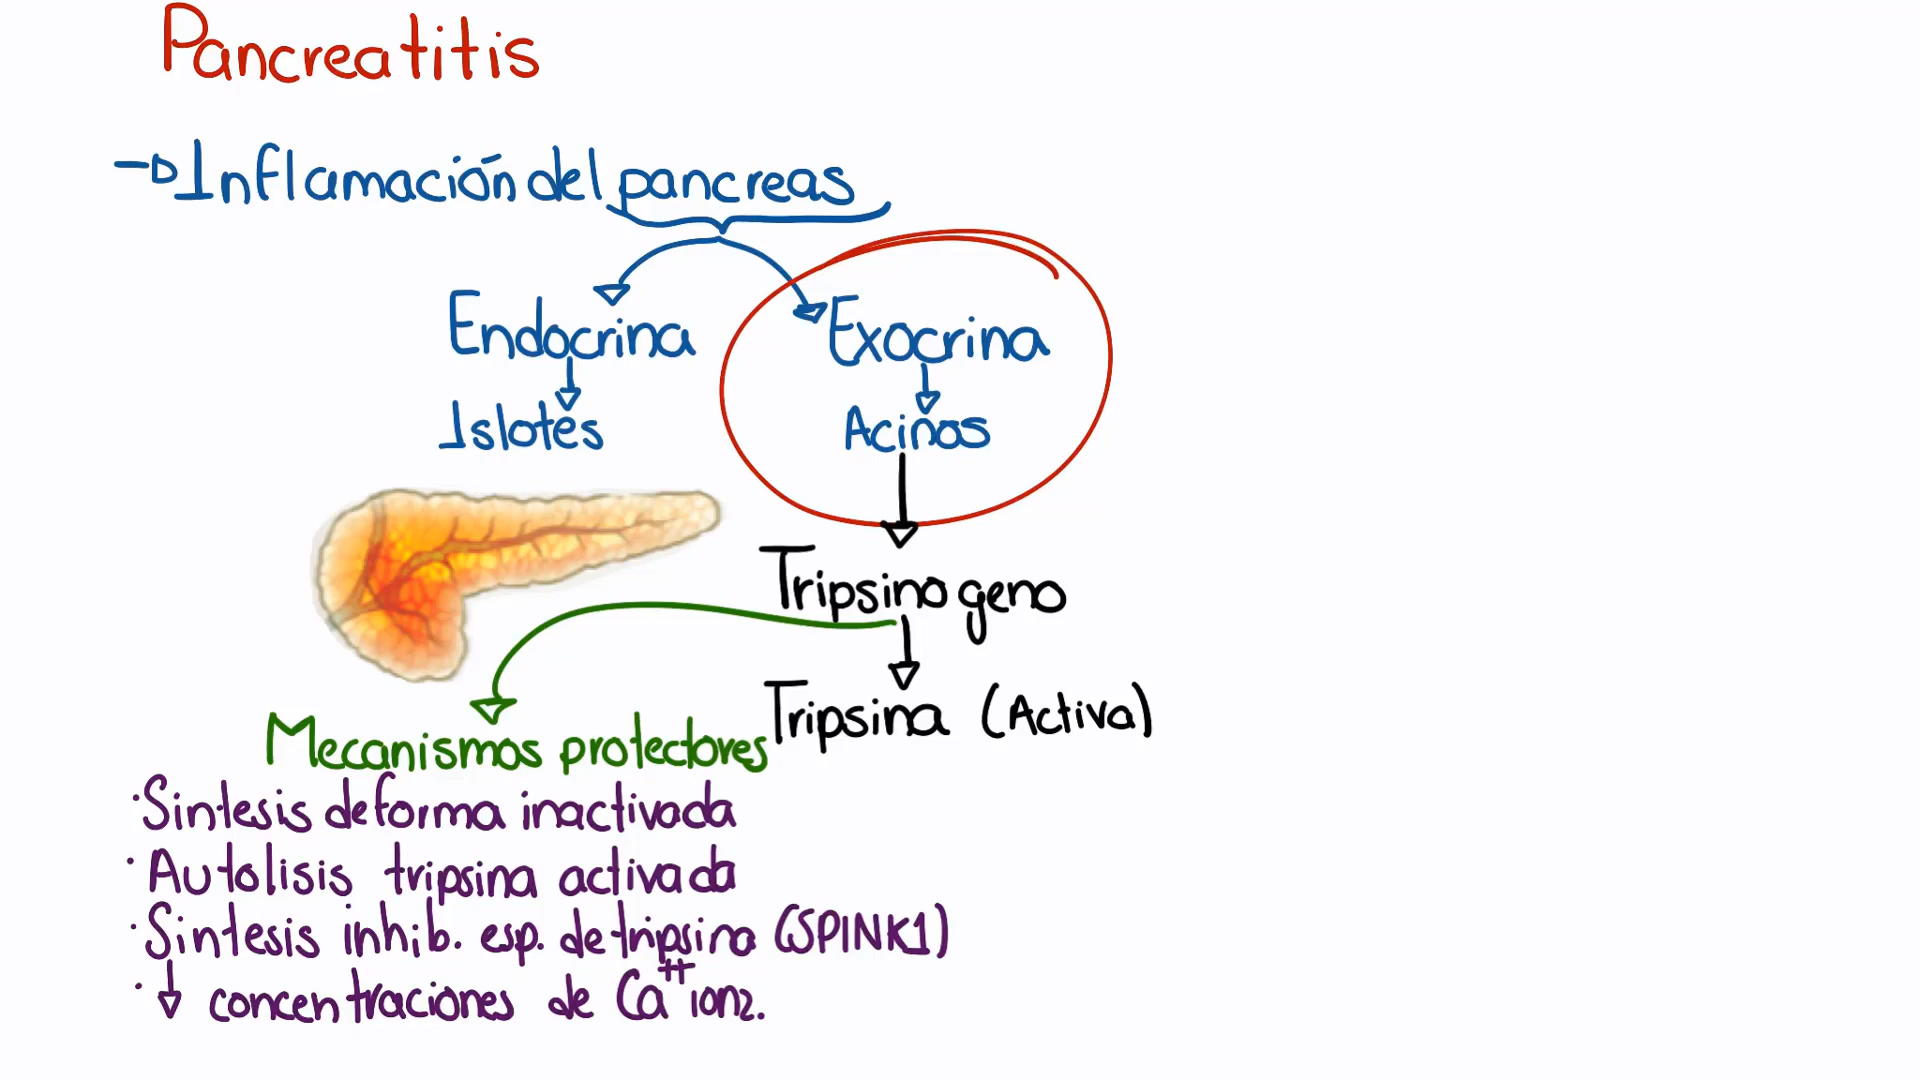 Pancreatitis
Inflamación del pancreas
Endocrina
Exocrina
Islotes
Acinos
Tripsinogeno
Tripsina (Activa)
Mecanismos protectores
· Sintesis de forma inactivada
· Autolisis tripsina activada
· Sintesis inhib. esp. de tripsina (SPINK1)
· ↓ concentraciones de Ca++ ionz.